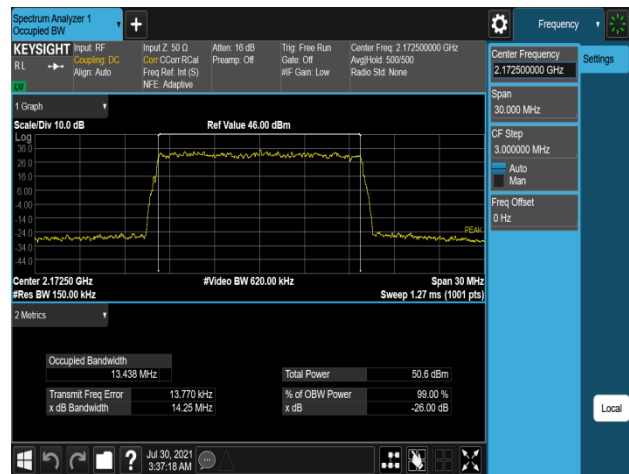 Spectrum Analyzer 1
Occupied BW
Frequency
KEYSIGHT
RL
Input: RF
Coupling: DC
Align: Auto
Input Z: 50 Ω
Corr CCorr RCal
Freq Ref: Int (S)
NFE: Adaptive
Atten: 16 dB
Preamp: Off
Trig: Free Run
Gate: Off
#IF Gain: Low
Center Freq: 2.172500000 GHz
Avg|Hold: 500/500
Radio Std: None
Center Frequency
2.172500000 GHz
Settings
Span
30.000 MHz
CF Step
3.000000 MHz
Auto
Man
Freq Offset
0 Hz
1 Graph
Scale/Div 10.0 dB
Ref Value 46.00 dBm
Log
36.0
26.0
16.0
6.00
-4.00
-14.0
-24.0
-34.0
-44.0
PEAK
Center 2.17250 GHz
#Video BW 620.00 kHz
Span 30 MHz
#Res BW 150.00 kHz
Sweep 1.27 ms (1001 pts)
2 Metrics
Occupied Bandwidth
13.438 MHz
Total Power 50.6 dBm
Transmit Freq Error 13.770 kHz
% of OBW Power 99.00 %
x dB Bandwidth 14.25 MHz
x dB -26.00 dB
Local
?
Jul 30, 2021
3:37:18 AM